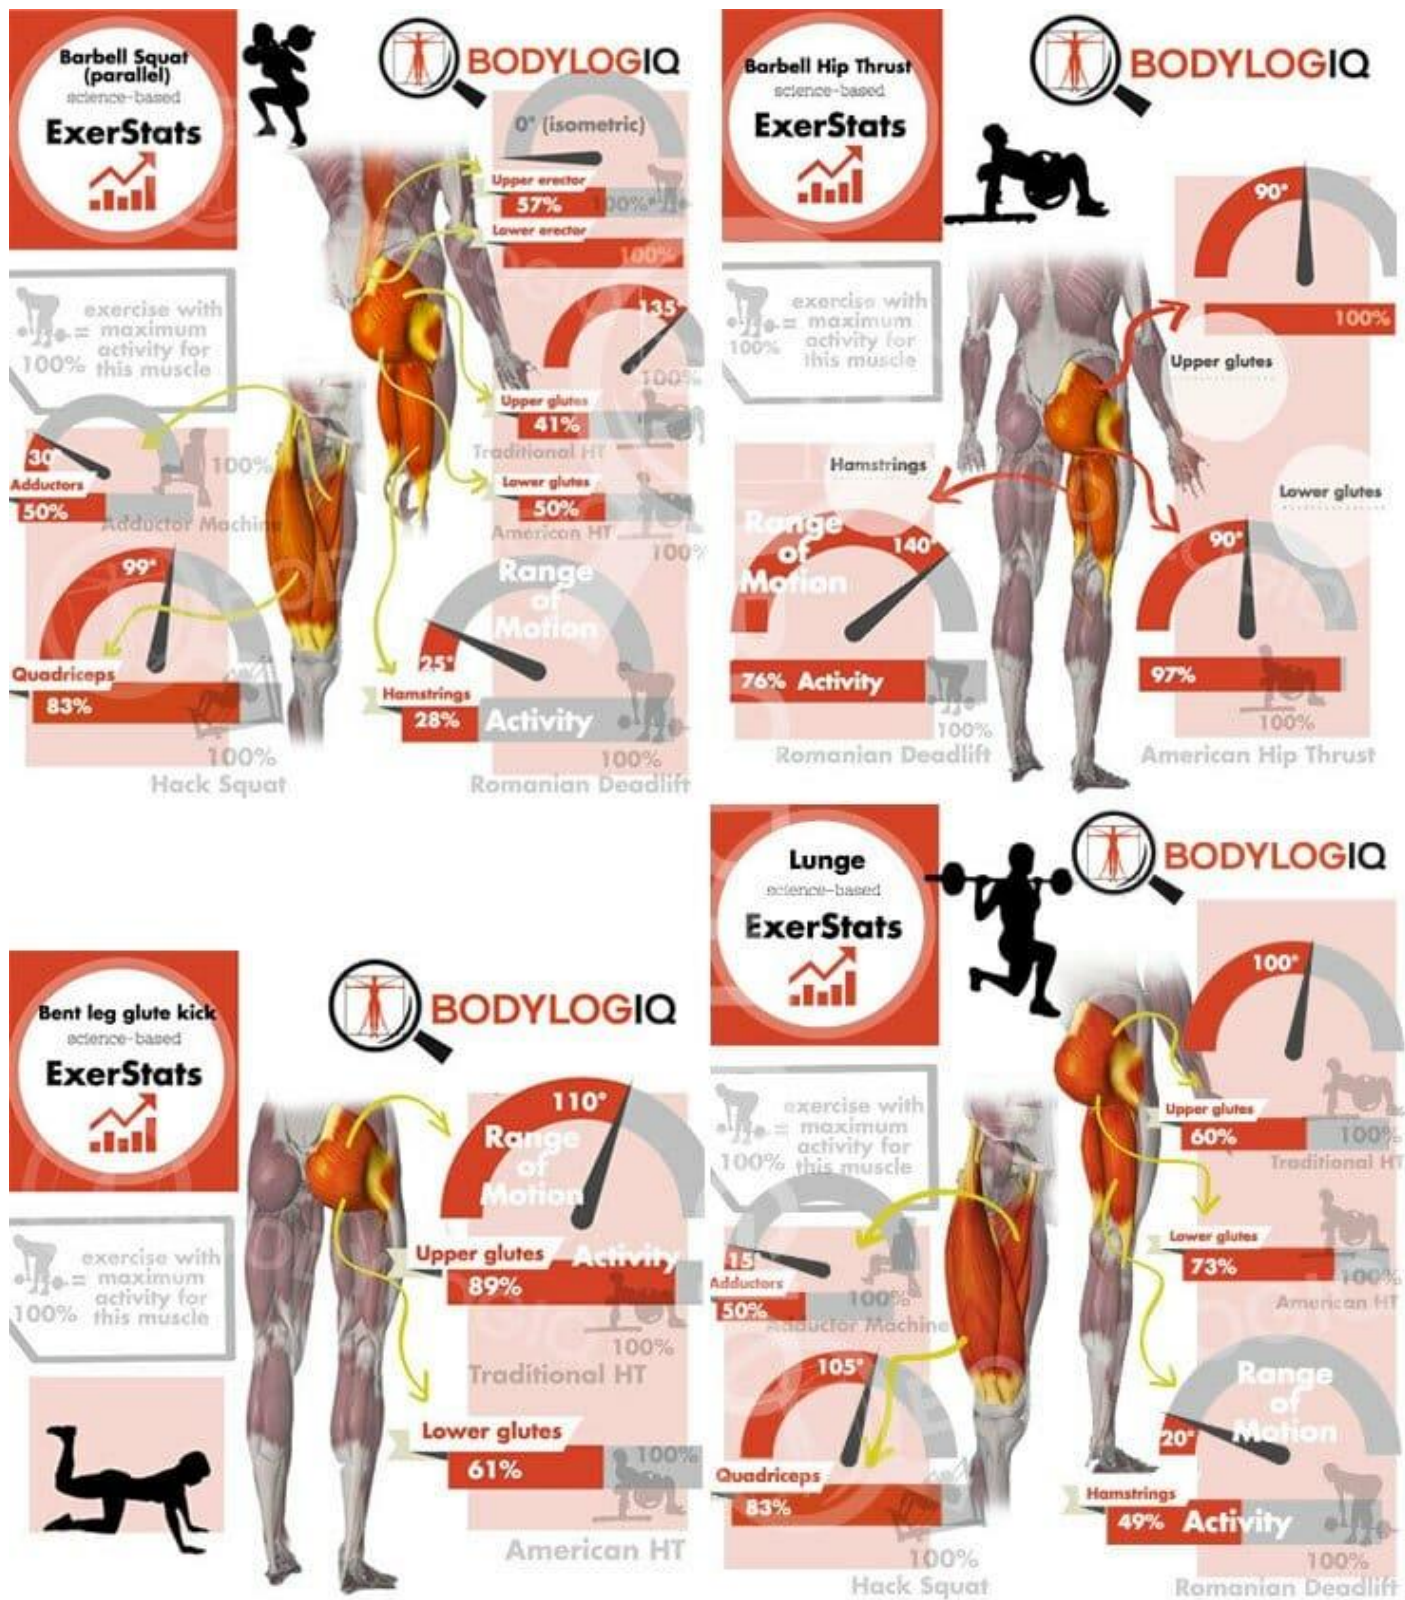 Barbell Squat
(parallel)
science-based
ExerStats
BODYLOGIQ
0° (isometric)
Upper erector
57%
100%
Lower erector
100%
exercise with
= maximum
activity for
100% this muscle
135°
100%
Upper glutes
41%
Traditional HT
Lower glutes
50%
American HT
100%
30°
100%
Adductors
50%
Adductor Machine
99°
Quadriceps
83%
100%
Hack Squat
Range
of
Motion
25°
Hamstrings
28% Activity
100%
Romanian Deadlift
Barbell Hip Thrust
science-based
ExerStats
BODYLOGIQ
90°
100%
Upper glutes
exercise with
= maximum
100% activity for
this muscle
Hamstrings
Lower glutes
Range
of
Motion
140°
76% Activity
100%
Romanian Deadlift
90°
97%
100%
American Hip Thrust
Bent leg glute kick
science-based
ExerStats
BODYLOGIQ
110°
Range
of
Motion
Upper glutes Activity
89%
100%
Traditional HT
exercise with
= maximum
activity for
100% this muscle
Lower glutes
61%
100%
American HT
Lunge
science-based
ExerStats
BODYLOGIQ
100°
Upper glutes
60%
100%
Traditional HT
exercise with
= maximum
activity for
100% this muscle
Lower glutes
73%
100%
American HT
15°
Adductors
50%
100%
Adductor Machine
105°
Quadriceps
83%
100%
Hack Squat
Range
of
Motion
20°
Hamstrings
49% Activity
100%
Romanian Deadlift